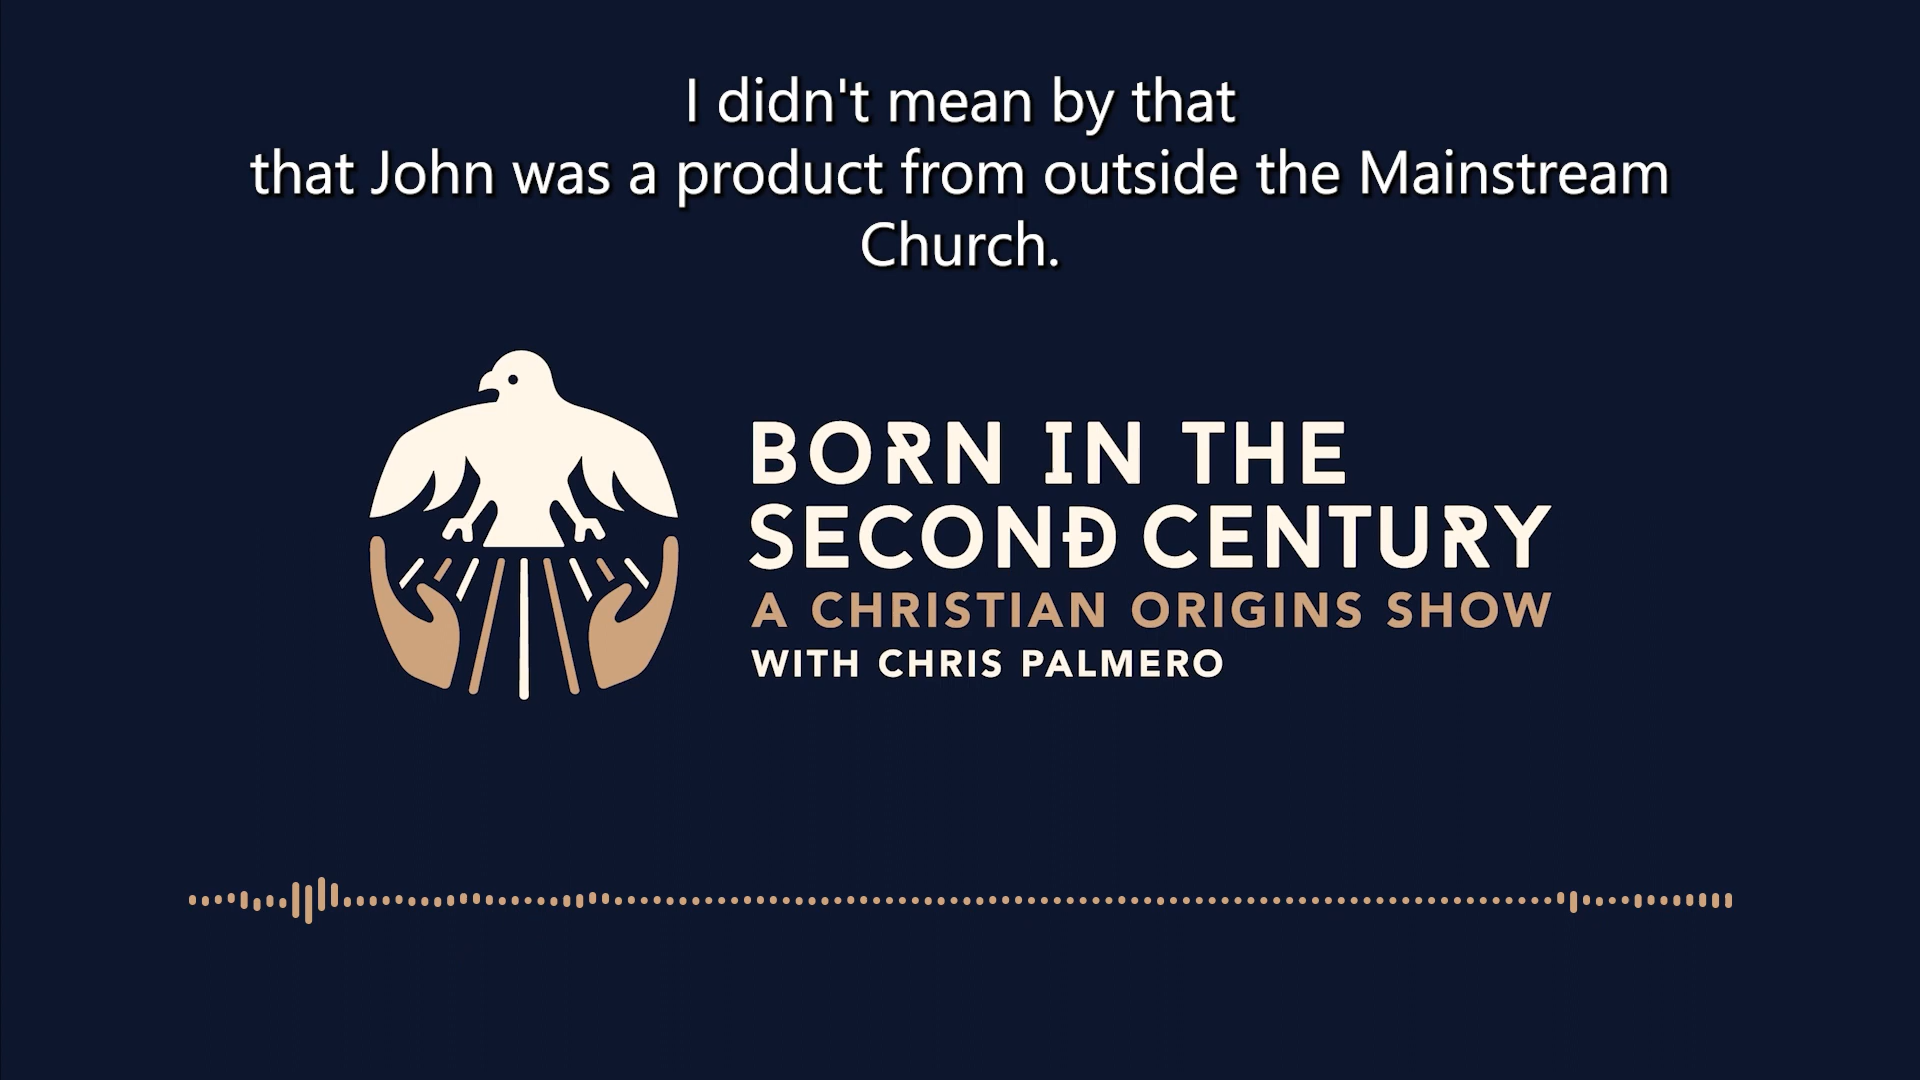 I didn't mean by that
that John was a product from outside the Mainstream
Church.
BORN IN THE
SECOND CENTURY
A CHRISTIAN ORIGINS SHOW
WITH CHRIS PALMERO